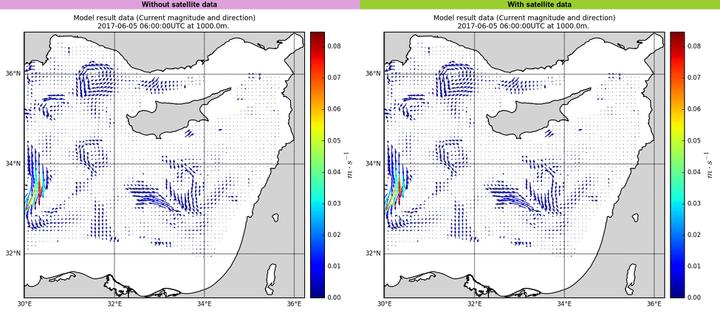 Without satellite data
Model result data (Current magnitude and direction)
2017-06-05 06:00:00UTC at 1000.0m.
36°N
34°N
32°N
30°E
32°E
34°E
36°E
0.08
0.07
0.06
0.05
0.04
0.03
0.02
0.01
0.00
m · s⁻¹
With satellite data
Model result data (Current magnitude and direction)
2017-06-05 06:00:00UTC at 1000.0m.
36°N
34°N
32°N
30°E
32°E
34°E
36°E
0.08
0.07
0.06
0.05
0.04
0.03
0.02
0.01
0.00
m · s⁻¹